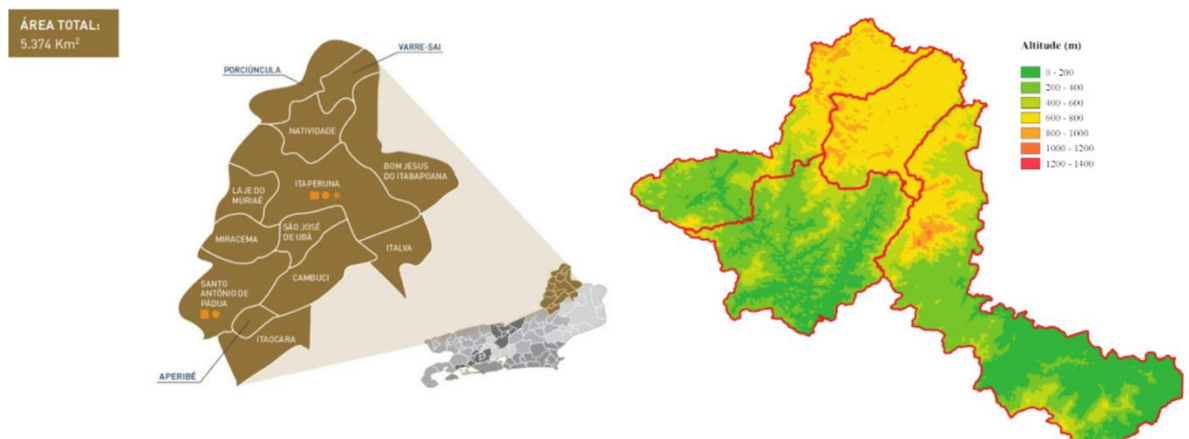 ÁREA TOTAL:
5.374 Km²
VARRE-SAI
PORCIÚNCULA
NATIVIDADE
BOM JESUS
DO ITABAPOANA
LAJE DO
MURIAÉ
ITAPERUNA
SÃO JOSÉ
DE UBÁ
MIRACEMA
ITALVA
CAMBUCI
SANTO
ANTÔNIO DE
PÁDUA
ITAOCARA
APERIBÉ
Altitude (m)
0 - 200
200 - 400
400 - 600
600 - 800
800 - 1000
1000 - 1200
1200 - 1400